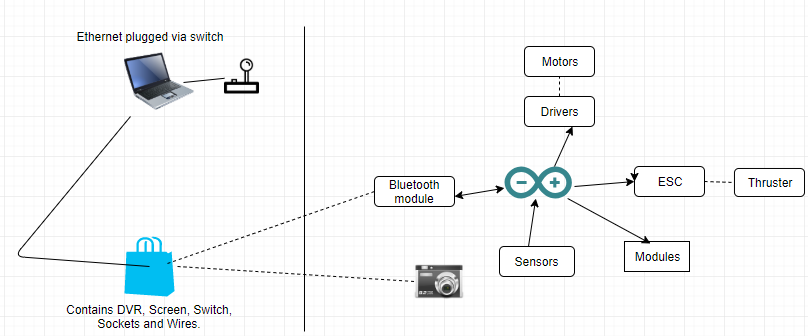 Ethernet plugged via switch
Motors
Drivers
Bluetooth
module
ESC
Thruster
Sensors
Modules
Contains DVR, Screen, Switch,
Sockets and Wires.